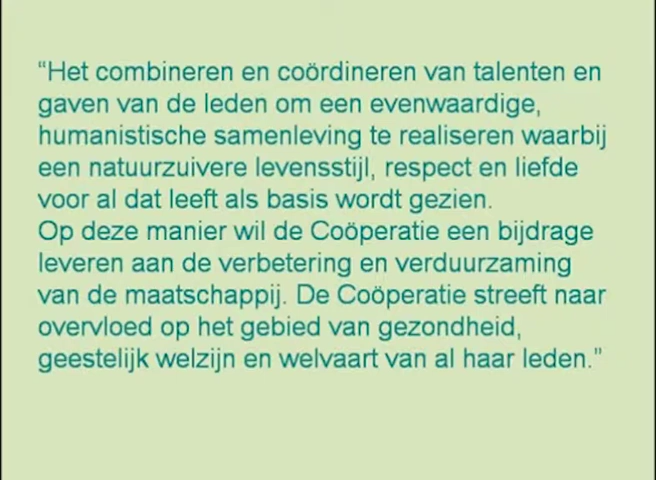 “Het combineren en coördineren van talenten en
gaven van de leden om een evenwaardige,
humanistische samenleving te realiseren waarbij
een natuurzuivere levensstijl, respect en liefde
voor al dat leeft als basis wordt gezien.
Op deze manier wil de Coöperatie een bijdrage
leveren aan de verbetering en verduurzaming
van de maatschappij. De Coöperatie streeft naar
overvloed op het gebied van gezondheid,
geestelijk welzijn en welvaart van al haar leden.”